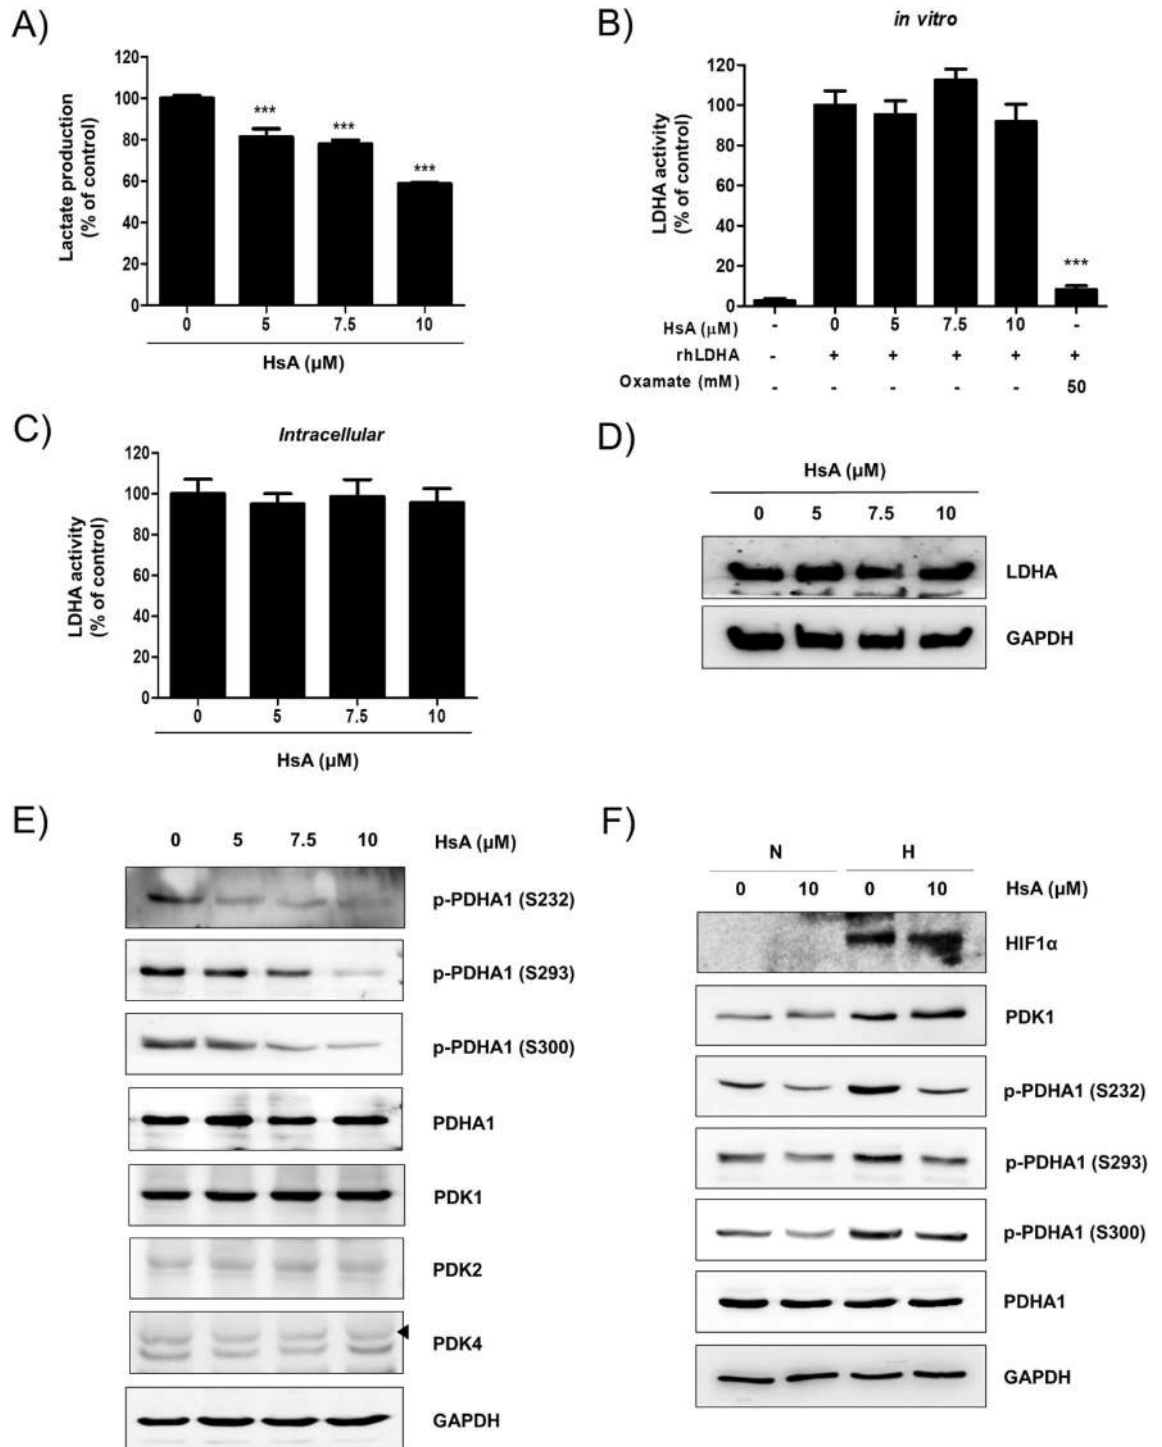 A)
120
100
80
60
40
20
0
Lactate production
(% of control)
***
***
***
0 5 7.5 10
HsA (µM)
B)
in vitro
120
100
80
60
40
20
0
LDHA activity
(% of control)
***
HsA (µM) - 0 5 7.5 10 -
rhLDHA - + + + + +
Oxamate (mM) - - - - - 50
C)
Intracellular
120
100
80
60
40
20
0
LDHA activity
(% of control)
0 5 7.5 10
HsA (µM)
D)
HsA (µM)
0 5 7.5 10
LDHA
GAPDH
E)
0 5 7.5 10 HsA (µM)
p-PDHA1 (S232)
p-PDHA1 (S293)
p-PDHA1 (S300)
PDHA1
PDK1
PDK2
PDK4
GAPDH
F)
N H
0 10 0 10 HsA (µM)
HIF1α
PDK1
p-PDHA1 (S232)
p-PDHA1 (S293)
p-PDHA1 (S300)
PDHA1
GAPDH